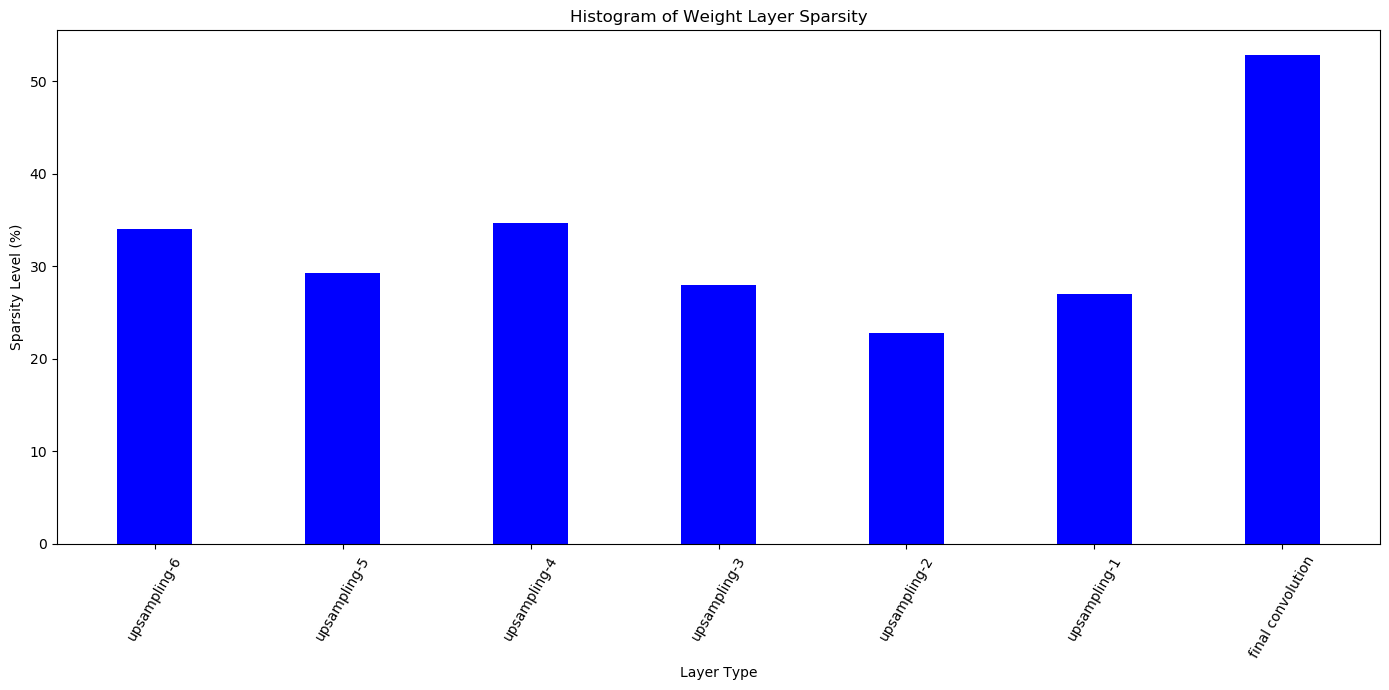 Histogram of Weight Layer Sparsity
Sparsity Level (%)
50
40
30
20
10
0
upsampling-6
upsampling-5
upsampling-4
upsampling-3
upsampling-2
upsampling-1
final convolution
Layer Type